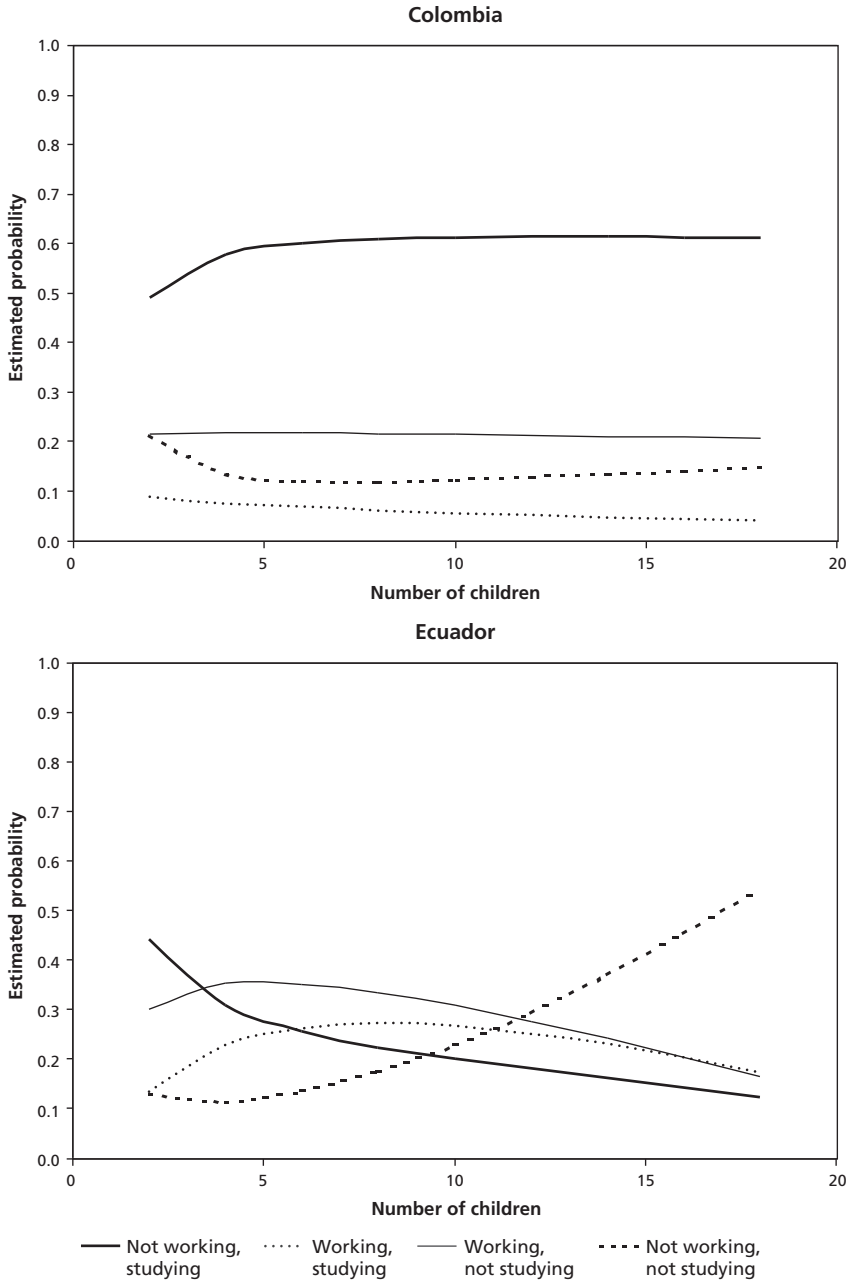 Colombia
1.0
0.9
0.8
0.7
0.6
0.5
0.4
0.3
0.2
0.1
0.0
Estimated probability
0 5 10 15 20
Number of children
Ecuador
1.0
0.9
0.8
0.7
0.6
0.5
0.4
0.3
0.2
0.1
0.0
Estimated probability
0 5 10 15 20
Number of children
Not working,
studying
Working,
studying
Working,
not studying
Not working,
not studying